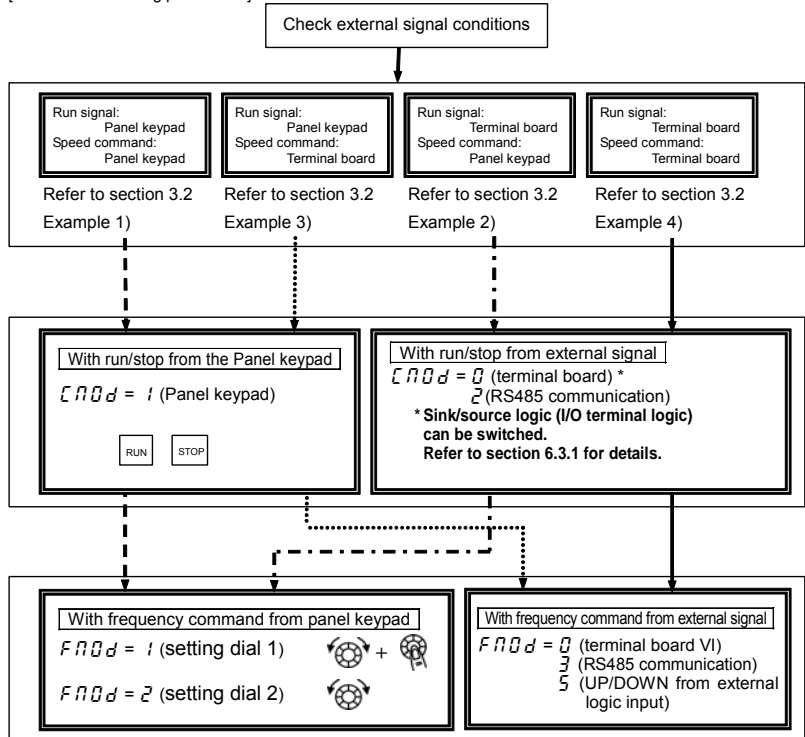 Check external signal conditions
Run signal:
Panel keypad
Speed command:
Panel keypad
Run signal:
Panel keypad
Speed command:
Terminal board
Run signal:
Terminal board
Speed command:
Panel keypad
Run signal:
Terminal board
Speed command:
Terminal board
Refer to section 3.2
Example 1)
Refer to section 3.2
Example 3)
Refer to section 3.2
Example 2)
Refer to section 3.2
Example 4)
With run/stop from the Panel keypad
CMOd = 1 (Panel keypad)
RUN STOP
With run/stop from external signal
CMOd = 0 (terminal board) *
2 (RS485 communication)
* Sink/source logic (I/O terminal logic)
can be switched.
Refer to section 6.3.1 for details.
With frequency command from panel keypad
FMOd = 1 (setting dial 1) +
FMOd = 2 (setting dial 2)
With frequency command from external signal
FMOd = 0 (terminal board VI)
3 (RS485 communication)
5 (UP/DOWN from external
logic input)